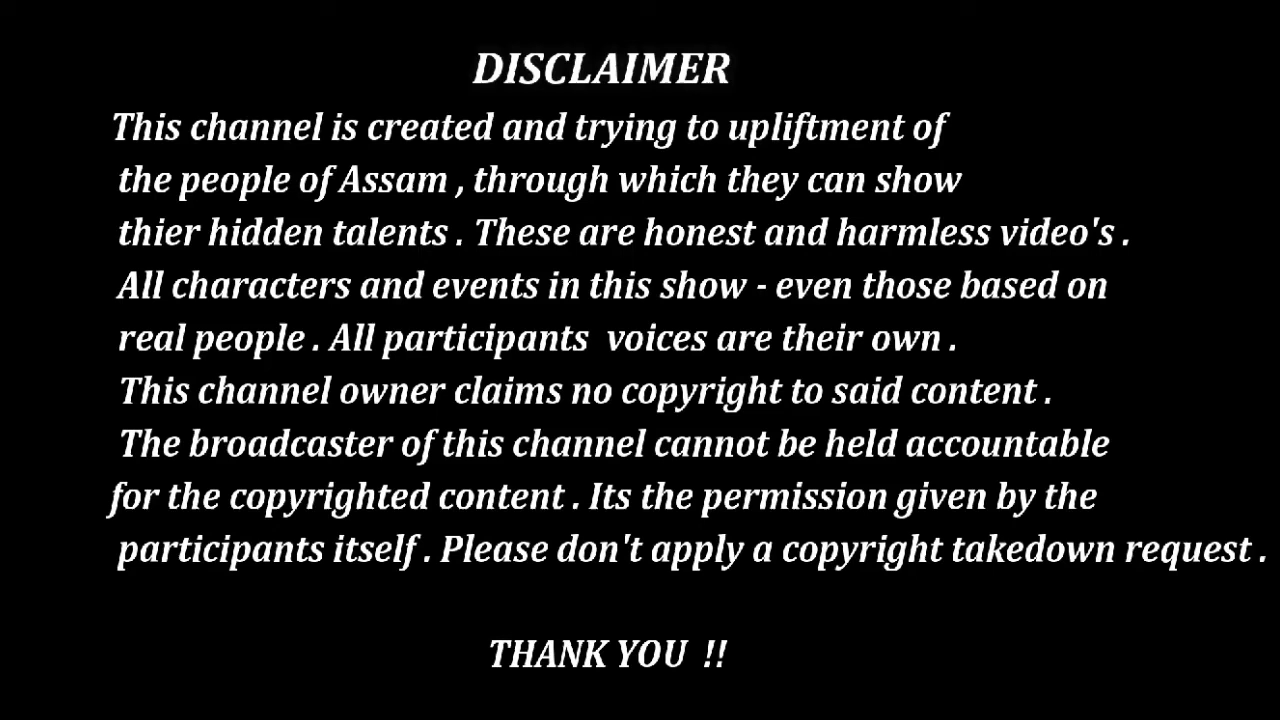 DISCLAIMER
This channel is created and trying to upliftment of
the people of Assam , through which they can show
thier hidden talents . These are honest and harmless video's .
All characters and events in this show - even those based on
real people . All participants voices are their own .
This channel owner claims no copyright to said content .
The broadcaster of this channel cannot be held accountable
for the copyrighted content . Its the permission given by the
participants itself . Please don't apply a copyright takedown request .
THANK YOU !!